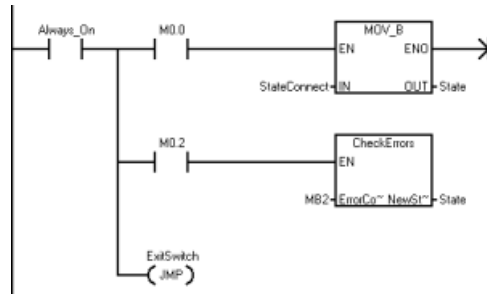 Always_On
M0.0
MOV_B
EN ENO
StateConnect IN OUT State
M0.2
CheckErrors
EN
MB2 ErrorCo~ NewSt~ State
ExitSwitch
JMP